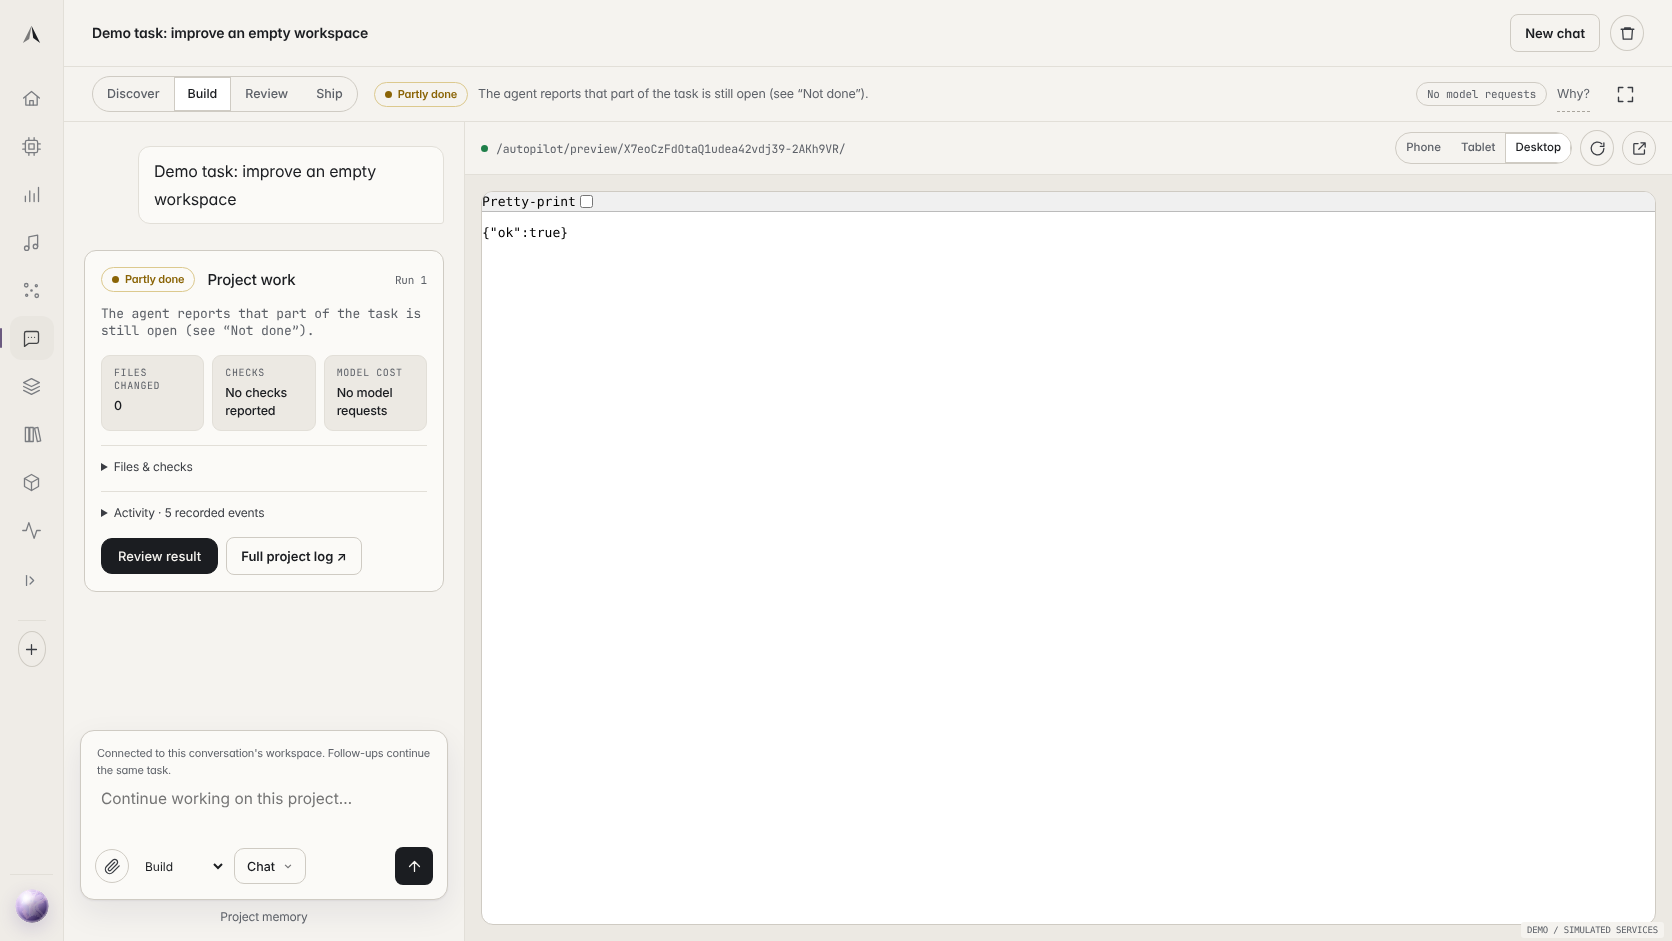 Demo task: improve an empty workspace
New chat
Discover
Build
Review
Ship
Partly done
The agent reports that part of the task is still open (see “Not done”).
No model requests
Why?
Demo task: improve an empty
workspace
Partly done
Project work
Run 1
The agent reports that part of the task is
still open (see “Not done”).
FILES
CHANGED
0
CHECKS
No checks
reported
MODEL COST
No model
requests
Files & checks
Activity · 5 recorded events
Review result
Full project log ↗
Connected to this conversation's workspace. Follow-ups continue
the same task.
Continue working on this project...
Build
Chat
Project memory
/autopilot/preview/X7eoCzFdOtaQ1udea42vdj39-2AKh9VR/
Phone
Tablet
Desktop
Pretty-print
{"ok":true}
DEMO / SIMULATED SERVICES